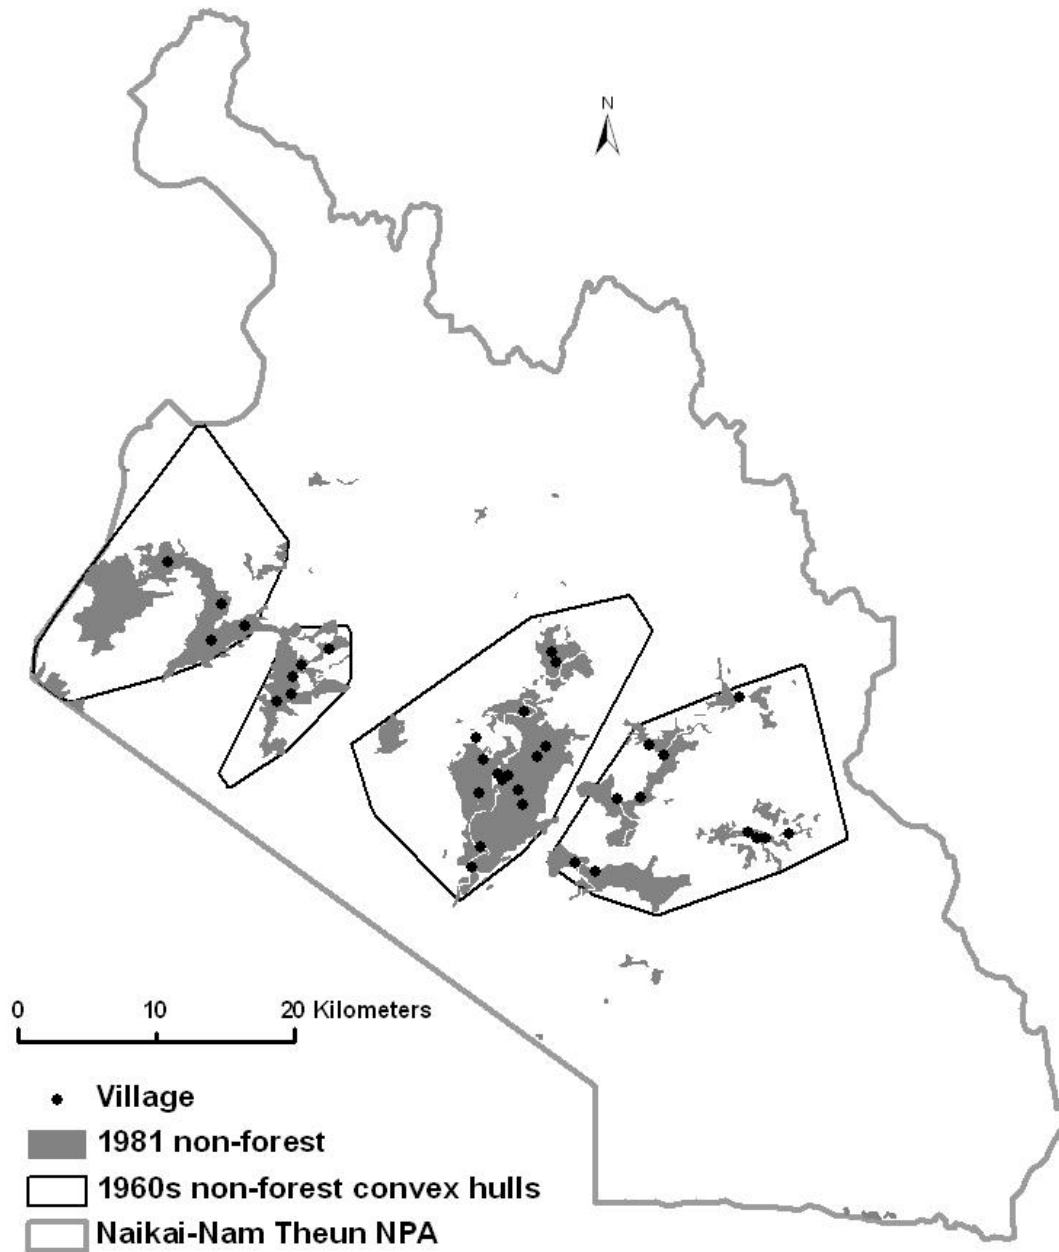 N
0 10 20 Kilometers
Village
1981 non-forest
1960s non-forest convex hulls
Naikai-Nam Theun NPA